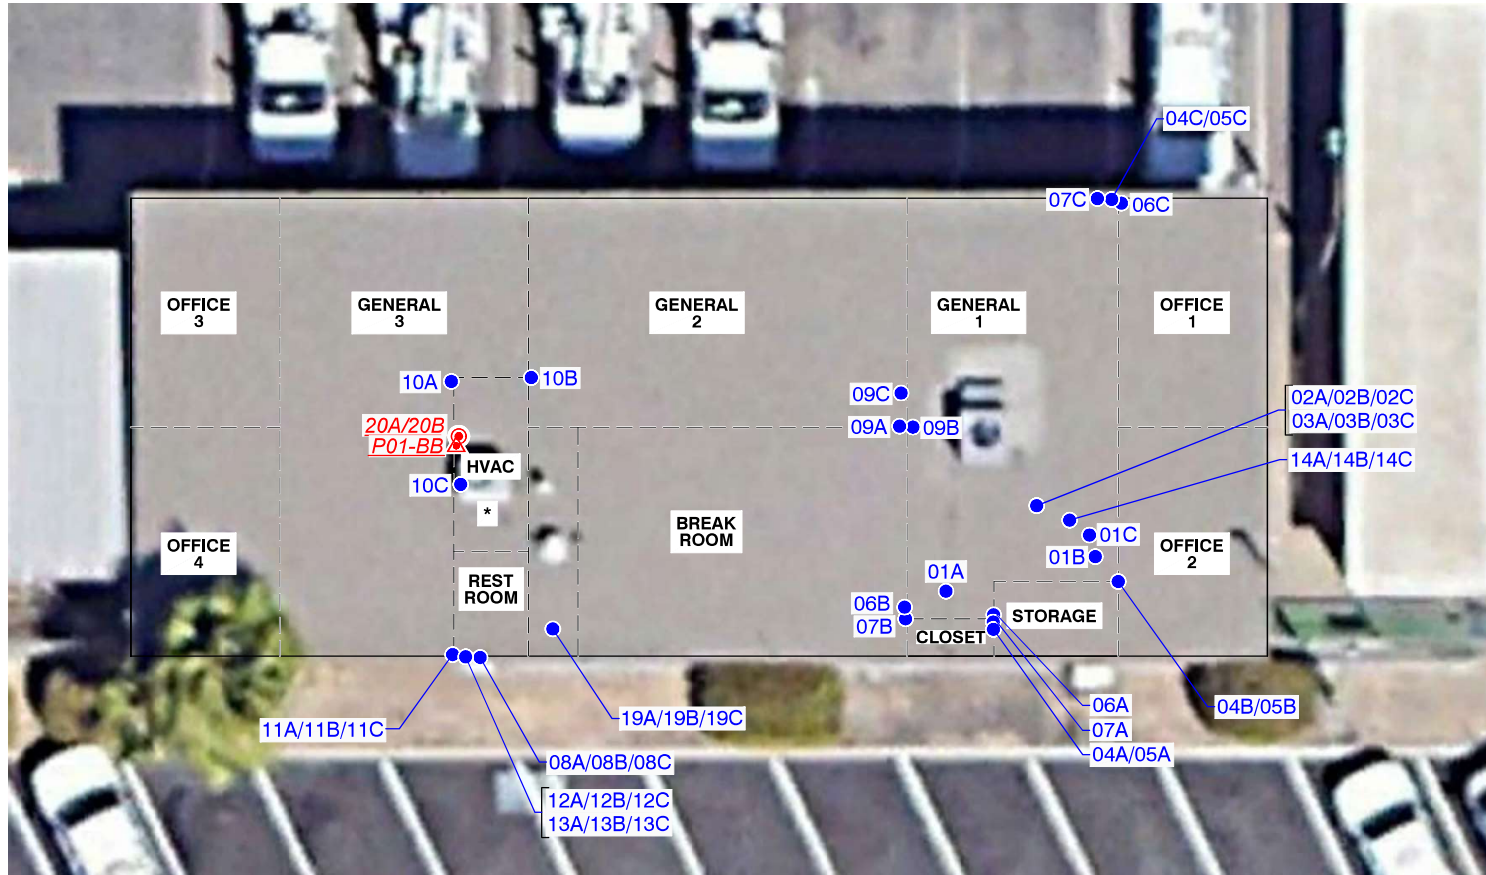 04C/05C
07C
06C
OFFICE
3
GENERAL
3
GENERAL
2
GENERAL
1
OFFICE
1
10A
10B
09C
02A/02B/02C
03A/03B/03C
20A/20B
P01-BB
09A
09B
HVAC
14A/14B/14C
10C
*
BREAK
ROOM
01C
01B
OFFICE
4
OFFICE
2
REST
ROOM
01A
06B
07B
STORAGE
CLOSET
06A
04B/05B
19A/19B/19C
11A/11B/11C
07A
04A/05A
08A/08B/08C
12A/12B/12C
13A/13B/13C